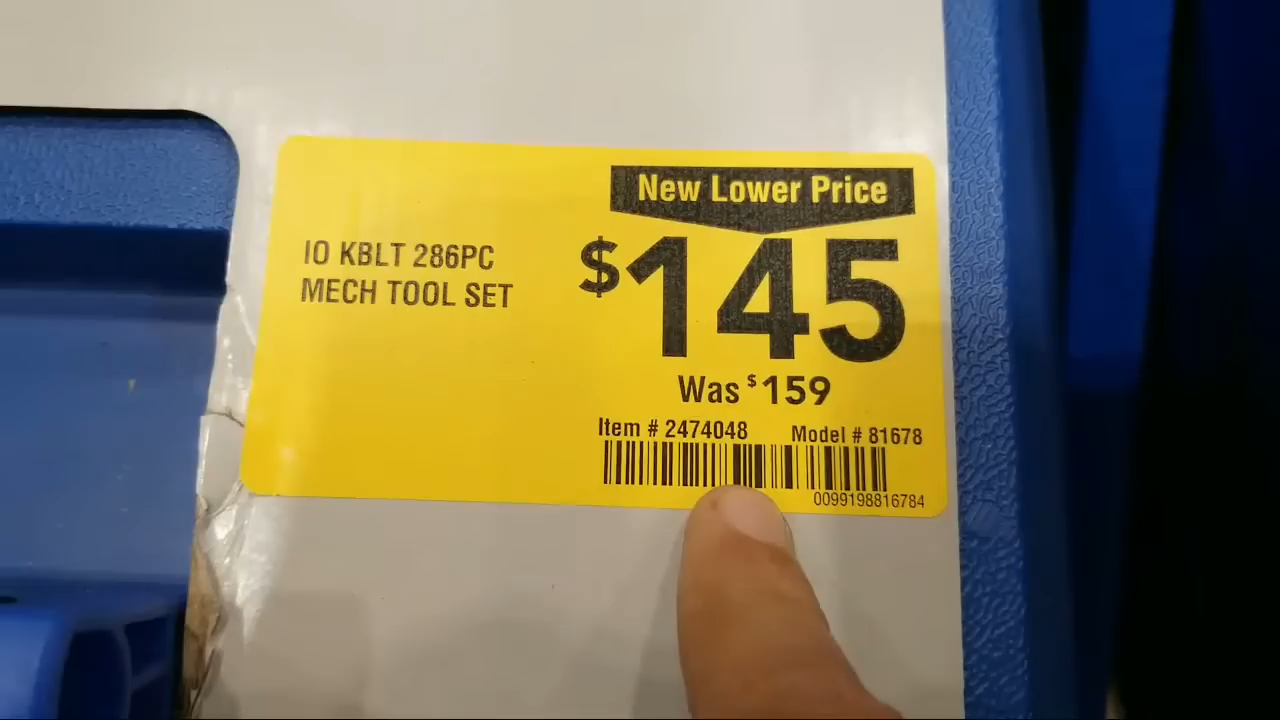 New Lower Price
IO KBLT 286PC
MECH TOOL SET
$145
Was $159
Item # 2474048 Model # 81678
0099198816784